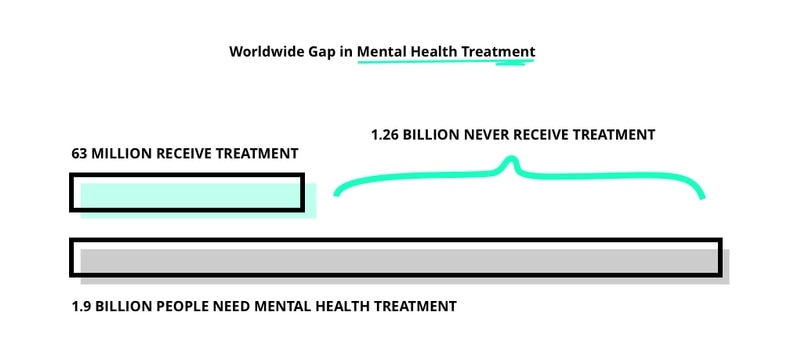 Worldwide Gap in Mental Health Treatment
1.26 BILLION NEVER RECEIVE TREATMENT
63 MILLION RECEIVE TREATMENT
1.9 BILLION PEOPLE NEED MENTAL HEALTH TREATMENT